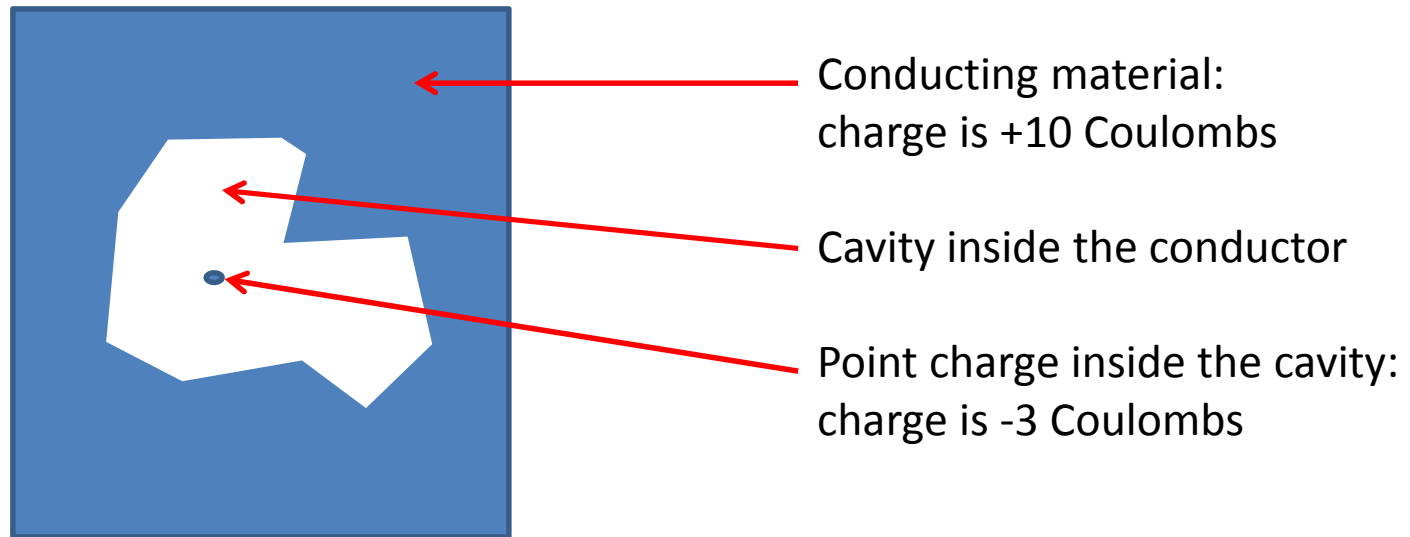 Conducting material:
charge is +10 Coulombs
Cavity inside the conductor
Point charge inside the cavity:
charge is -3 Coulombs